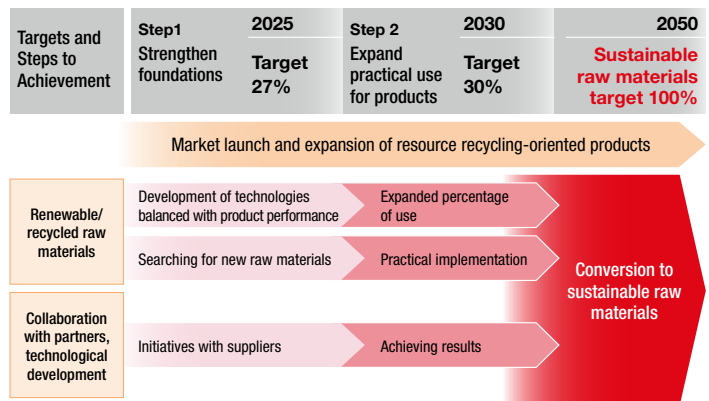 Targets and
Steps to
Achievement
Step1
Strengthen
foundations
2025
Target
27%
Step 2
Expand
practical use
for products
2030
Target
30%
2050
Sustainable
raw materials
target 100%
Market launch and expansion of resource recycling-oriented products
Renewable/
recycled raw
materials
Development of technologies
balanced with product performance
Expanded percentage
of use
Searching for new raw materials
Practical implementation
Conversion to
sustainable raw
materials
Collaboration
with partners,
technological
development
Initiatives with suppliers
Achieving results